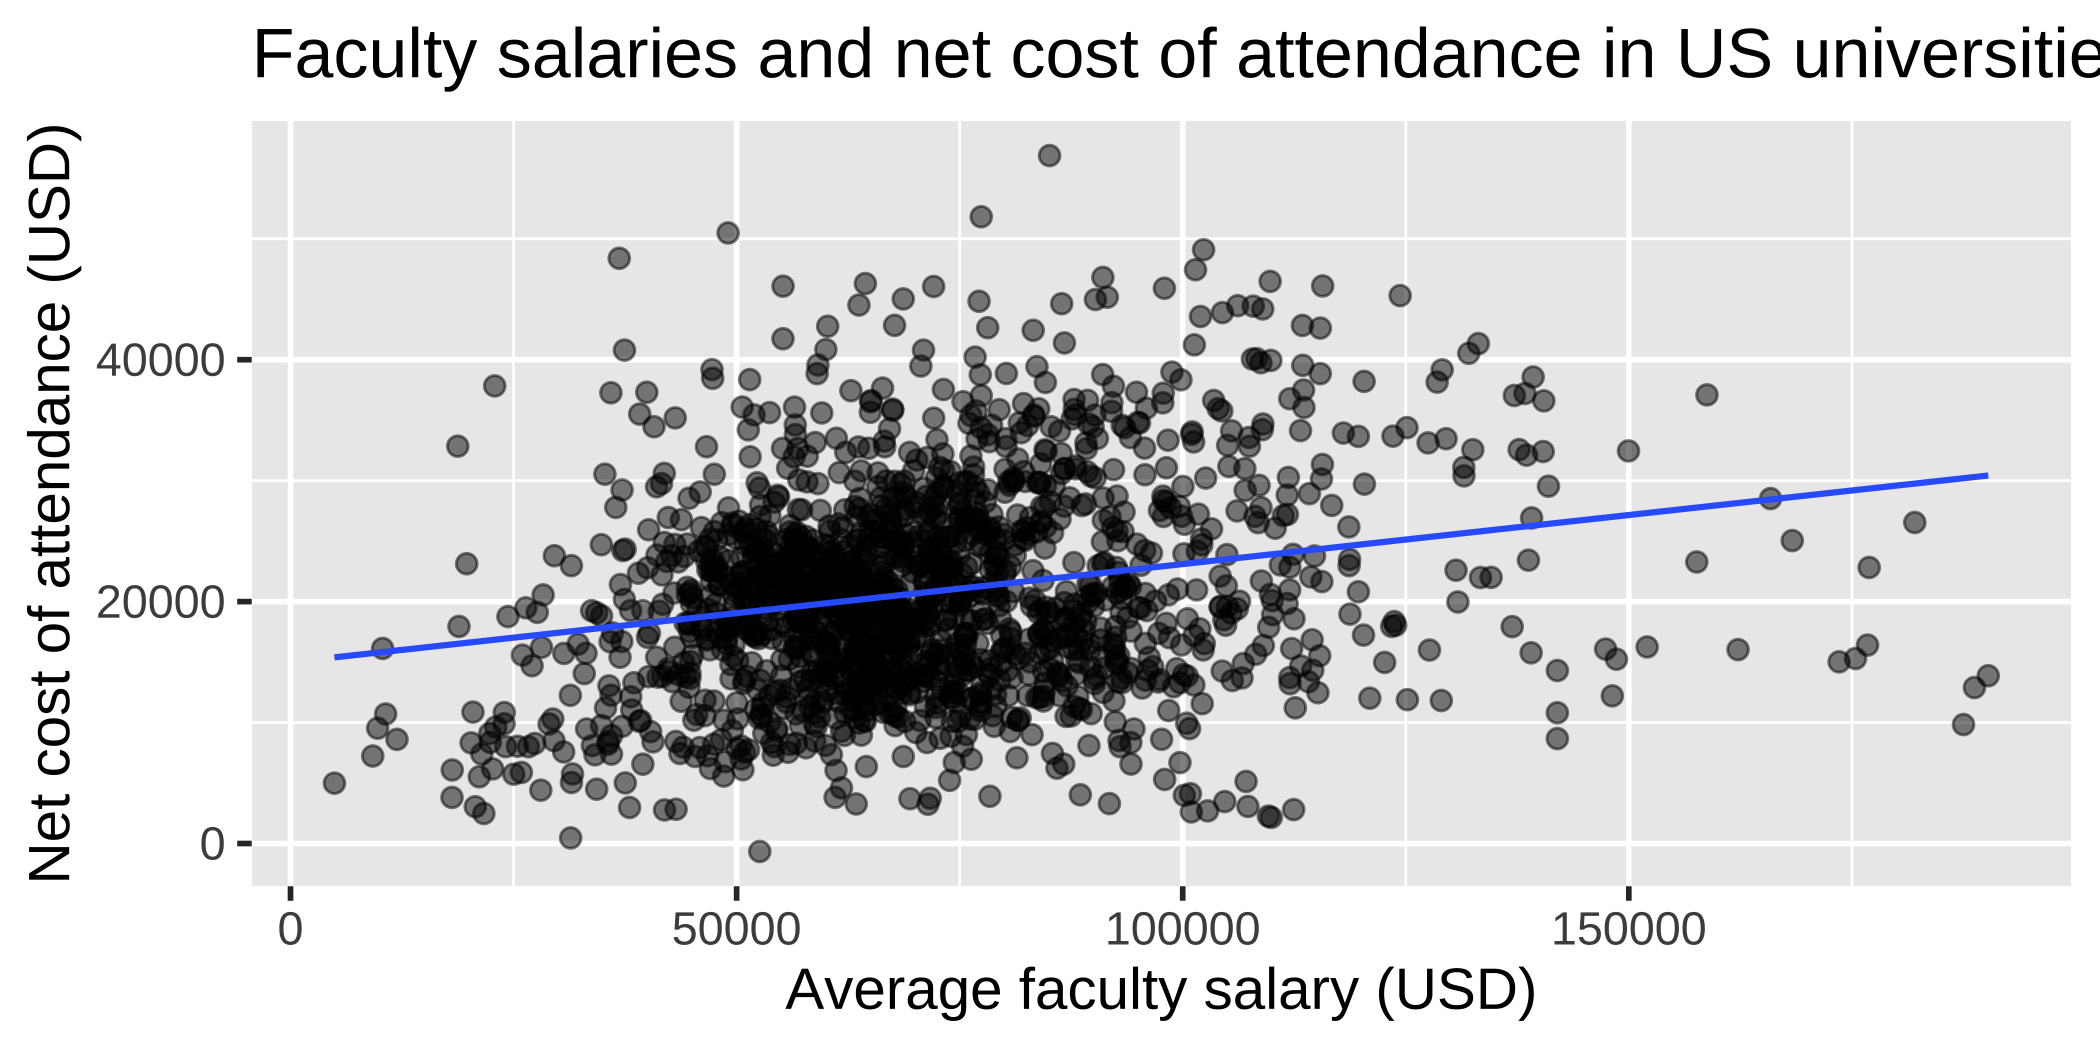 Faculty salaries and net cost of attendance in US universitie
Net cost of attendance (USD)
40000
20000
0
0 50000 100000 150000
Average faculty salary (USD)